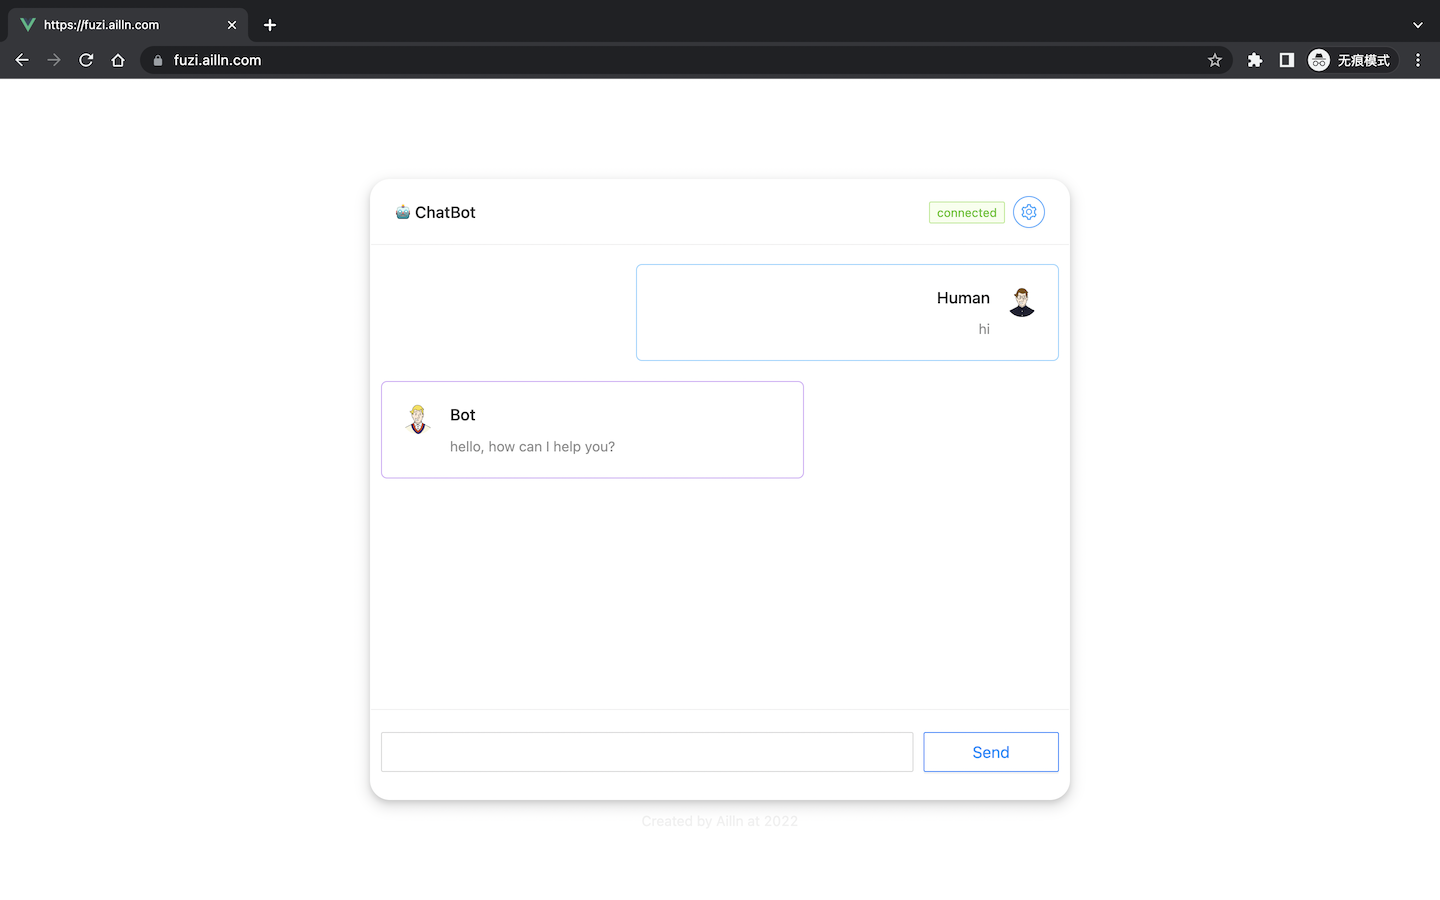 https://fuzi.ailln.com
fuzi.ailln.com
无痕模式
ChatBot
connected
Human
hi
Bot
hello, how can I help you?
Send
Created by Ailln at 2022